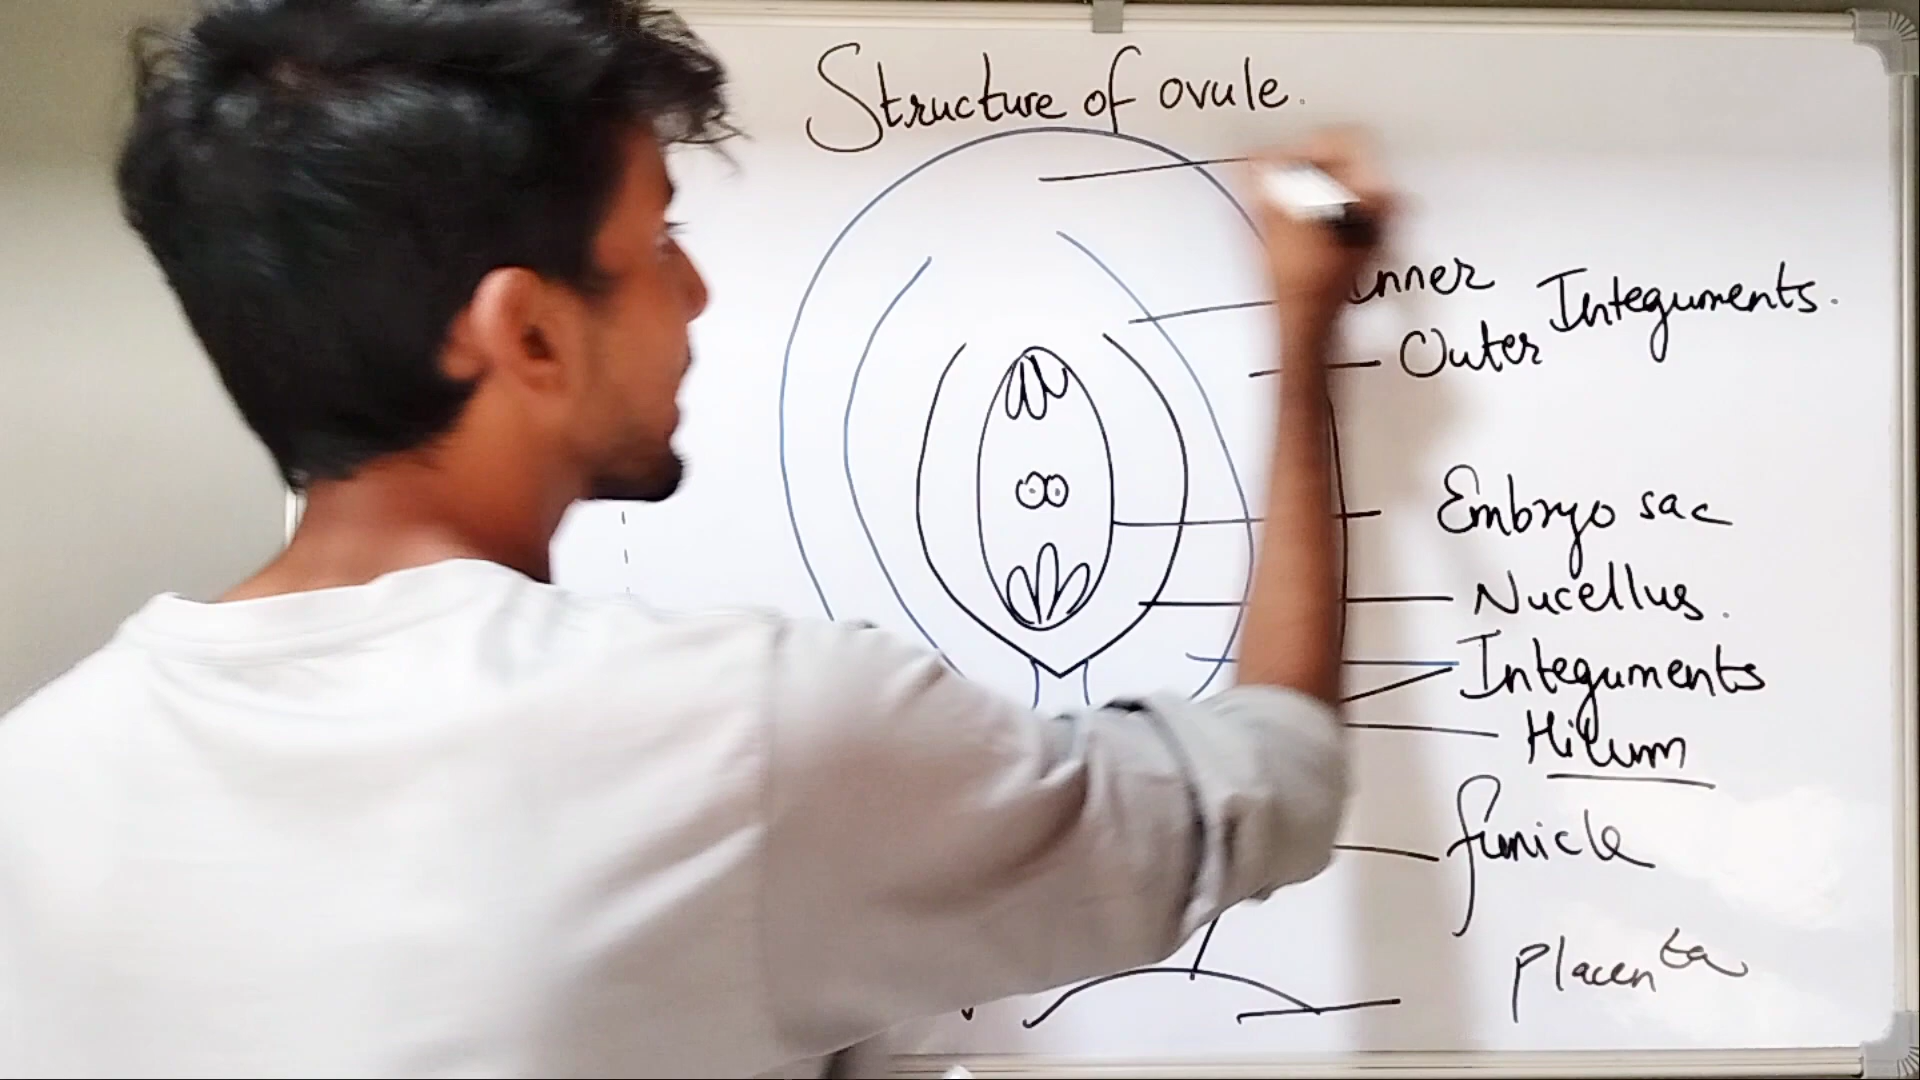 Structure of ovule.
Inner
Integuments.
Outer
Embryo sac
Nucellus.
Integuments
Hilum
funicle
placenta